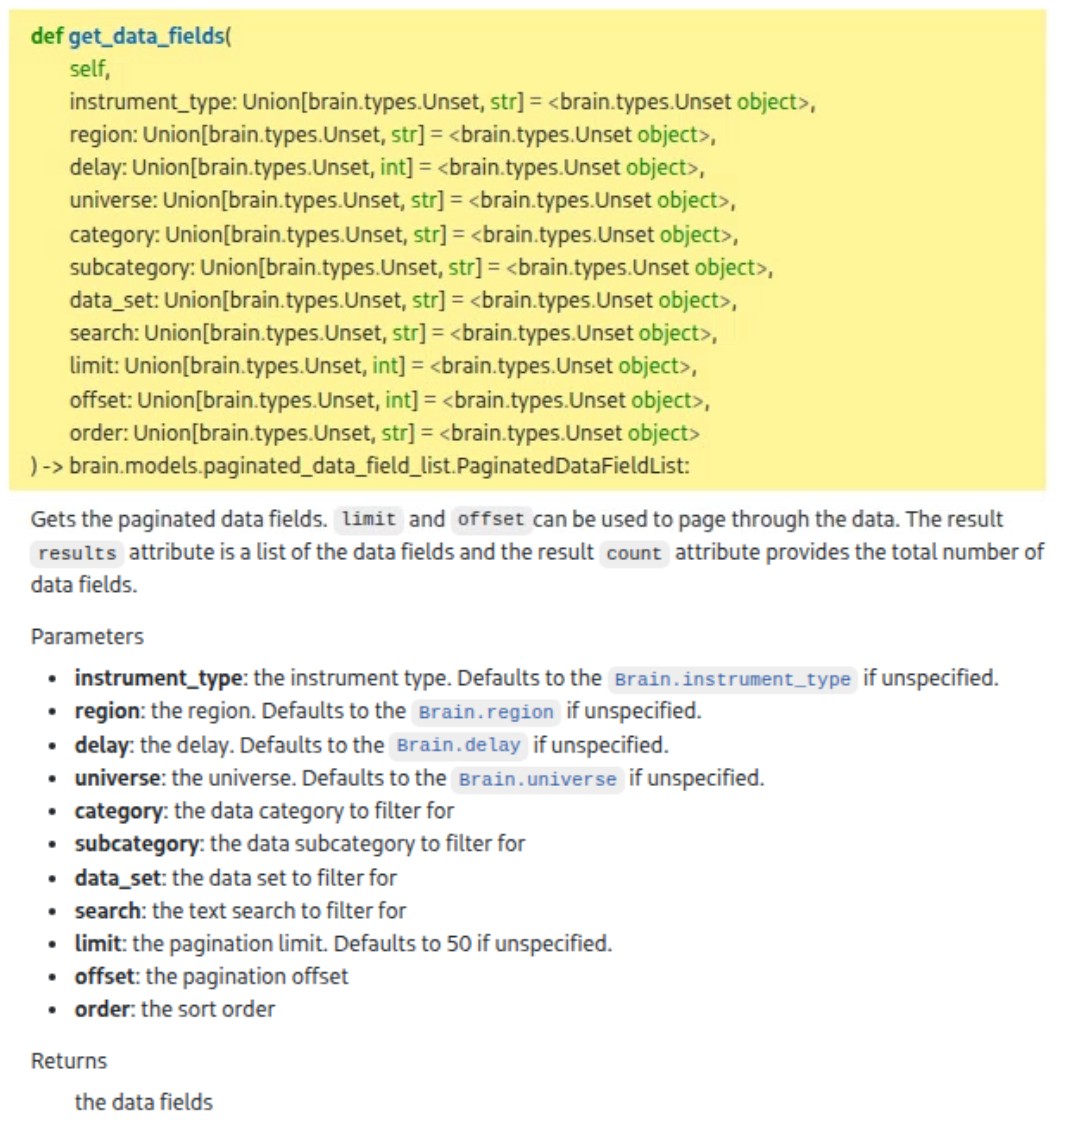 def get_data_fields(
self,
instrument_type: Union[brain.types.Unset, str] = <brain.types.Unset object>,
region: Union[brain.types.Unset, str] = <brain.types.Unset object>,
delay: Union[brain.types.Unset, int] = <brain.types.Unset object>,
universe: Union[brain.types.Unset, str] = <brain.types.Unset object>,
category: Union[brain.types.Unset, str] = <brain.types.Unset object>,
subcategory: Union[brain.types.Unset, str] = <brain.types.Unset object>,
data_set: Union[brain.types.Unset, str] = <brain.types.Unset object>,
search: Union[brain.types.Unset, str] = <brain.types.Unset object>,
limit: Union[brain.types.Unset, int] = <brain.types.Unset object>,
offset: Union[brain.types.Unset, int] = <brain.types.Unset object>,
order: Union[brain.types.Unset, str] = <brain.types.Unset object>
) -> brain.models.paginated_data_field_list.PaginatedDataFieldList:
Gets the paginated data fields. limit and offset can be used to page through the data. The result
results attribute is a list of the data fields and the result count attribute provides the total number of
data fields.
Parameters
• instrument_type: the instrument type. Defaults to the Brain.instrument_type if unspecified.
• region: the region. Defaults to the Brain.region if unspecified.
• delay: the delay. Defaults to the Brain.delay if unspecified.
• universe: the universe. Defaults to the Brain.universe if unspecified.
• category: the data category to filter for
• subcategory: the data subcategory to filter for
• data_set: the data set to filter for
• search: the text search to filter for
• limit: the pagination limit. Defaults to 50 if unspecified.
• offset: the pagination offset
• order: the sort order
Returns
the data fields